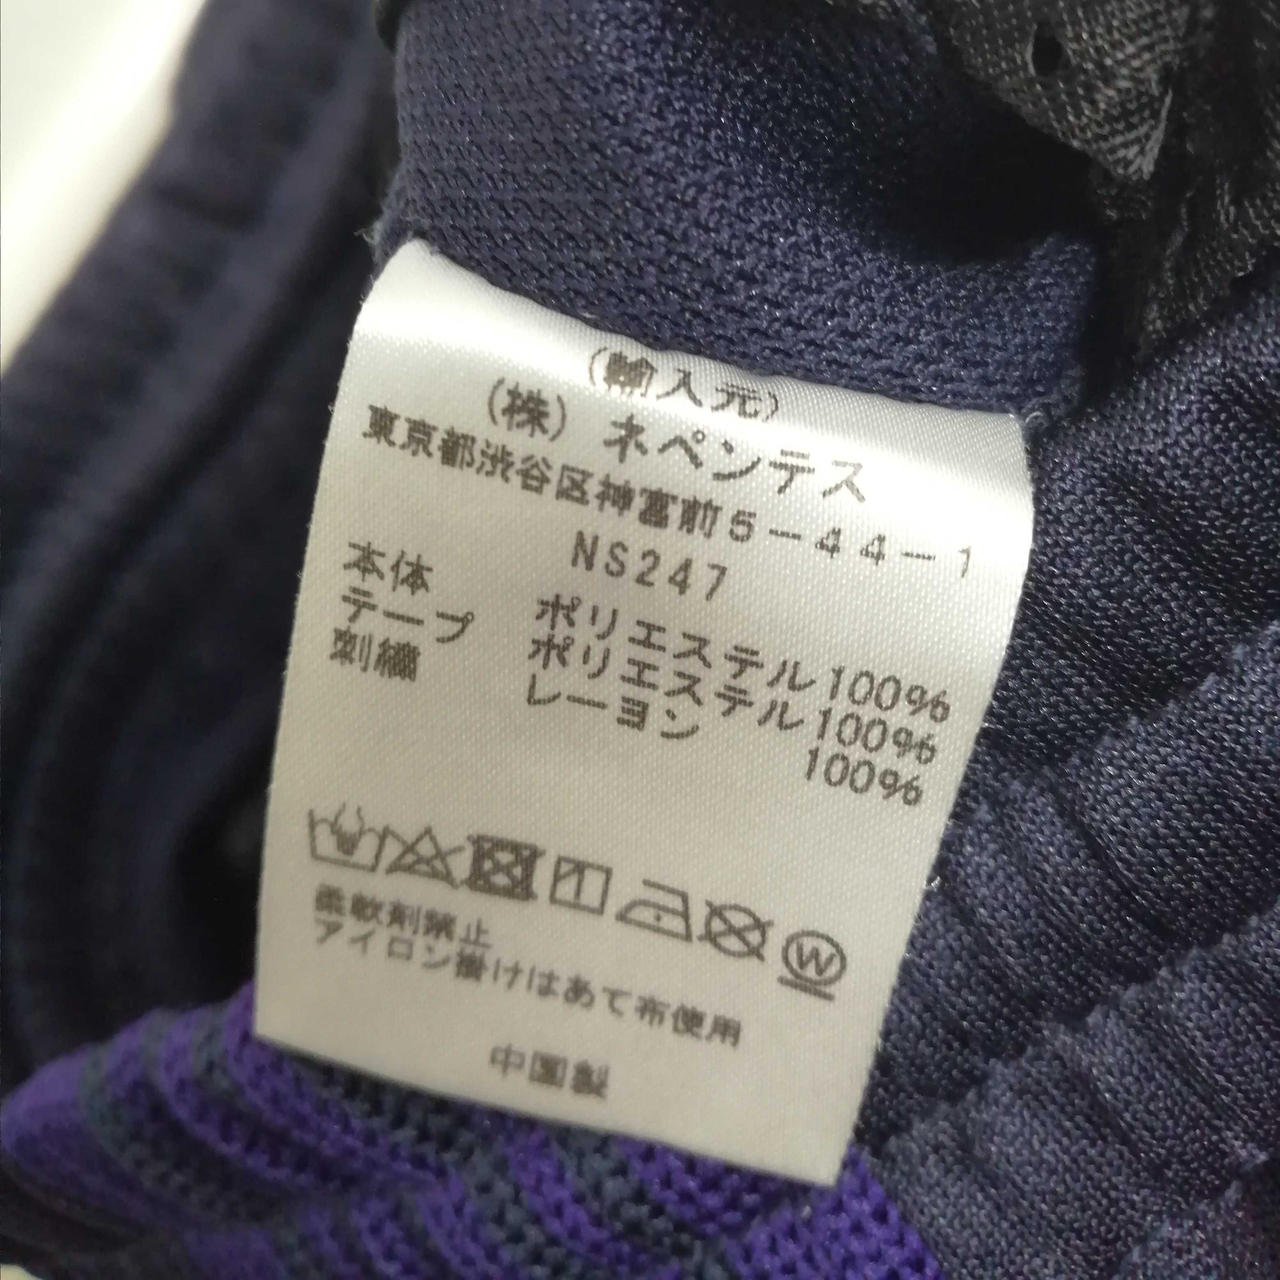 (輸入元)
(株) ネペンテス
東京都渋谷区神宮前5-44-1
NS247
本体 ポリエステル100%
テープ ポリエステル100%
刺繍 レーヨン 100%
W
柔軟剤禁止
アイロン掛けはあて布使用
中国製